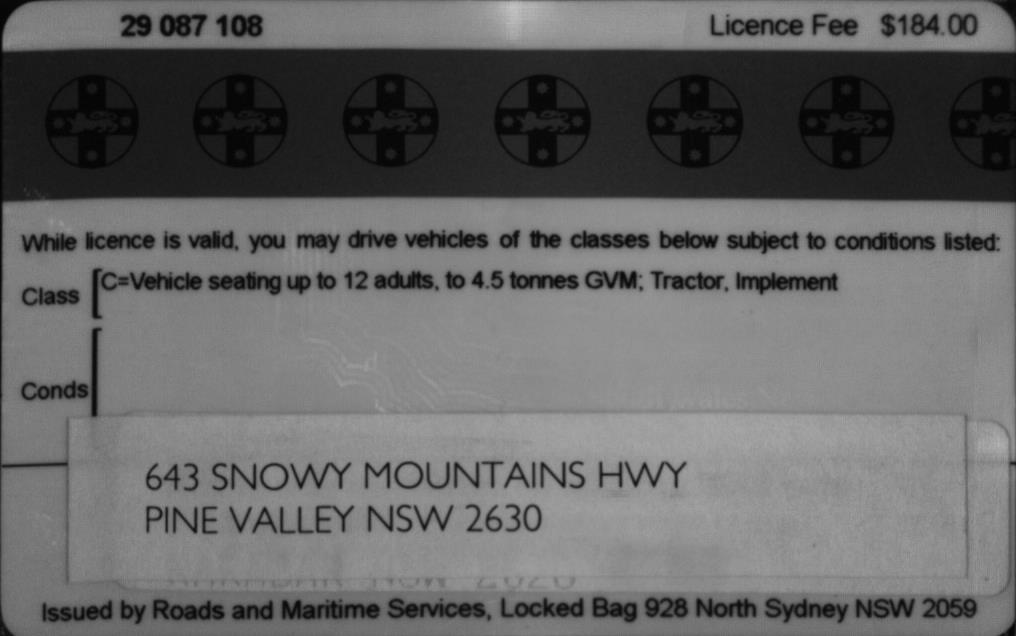 29 087 108 Licence Fee $184.00
While licence is valid, you may drive vehicles of the classes below subject to conditions listed:
Class C=Vehicle seating up to 12 adults, to 4.5 tonnes GVM; Tractor, Implement
Conds
643 SNOWY MOUNTAINS HWY
PINE VALLEY NSW 2630
Issued by Roads and Maritime Services, Locked Bag 928 North Sydney NSW 2059